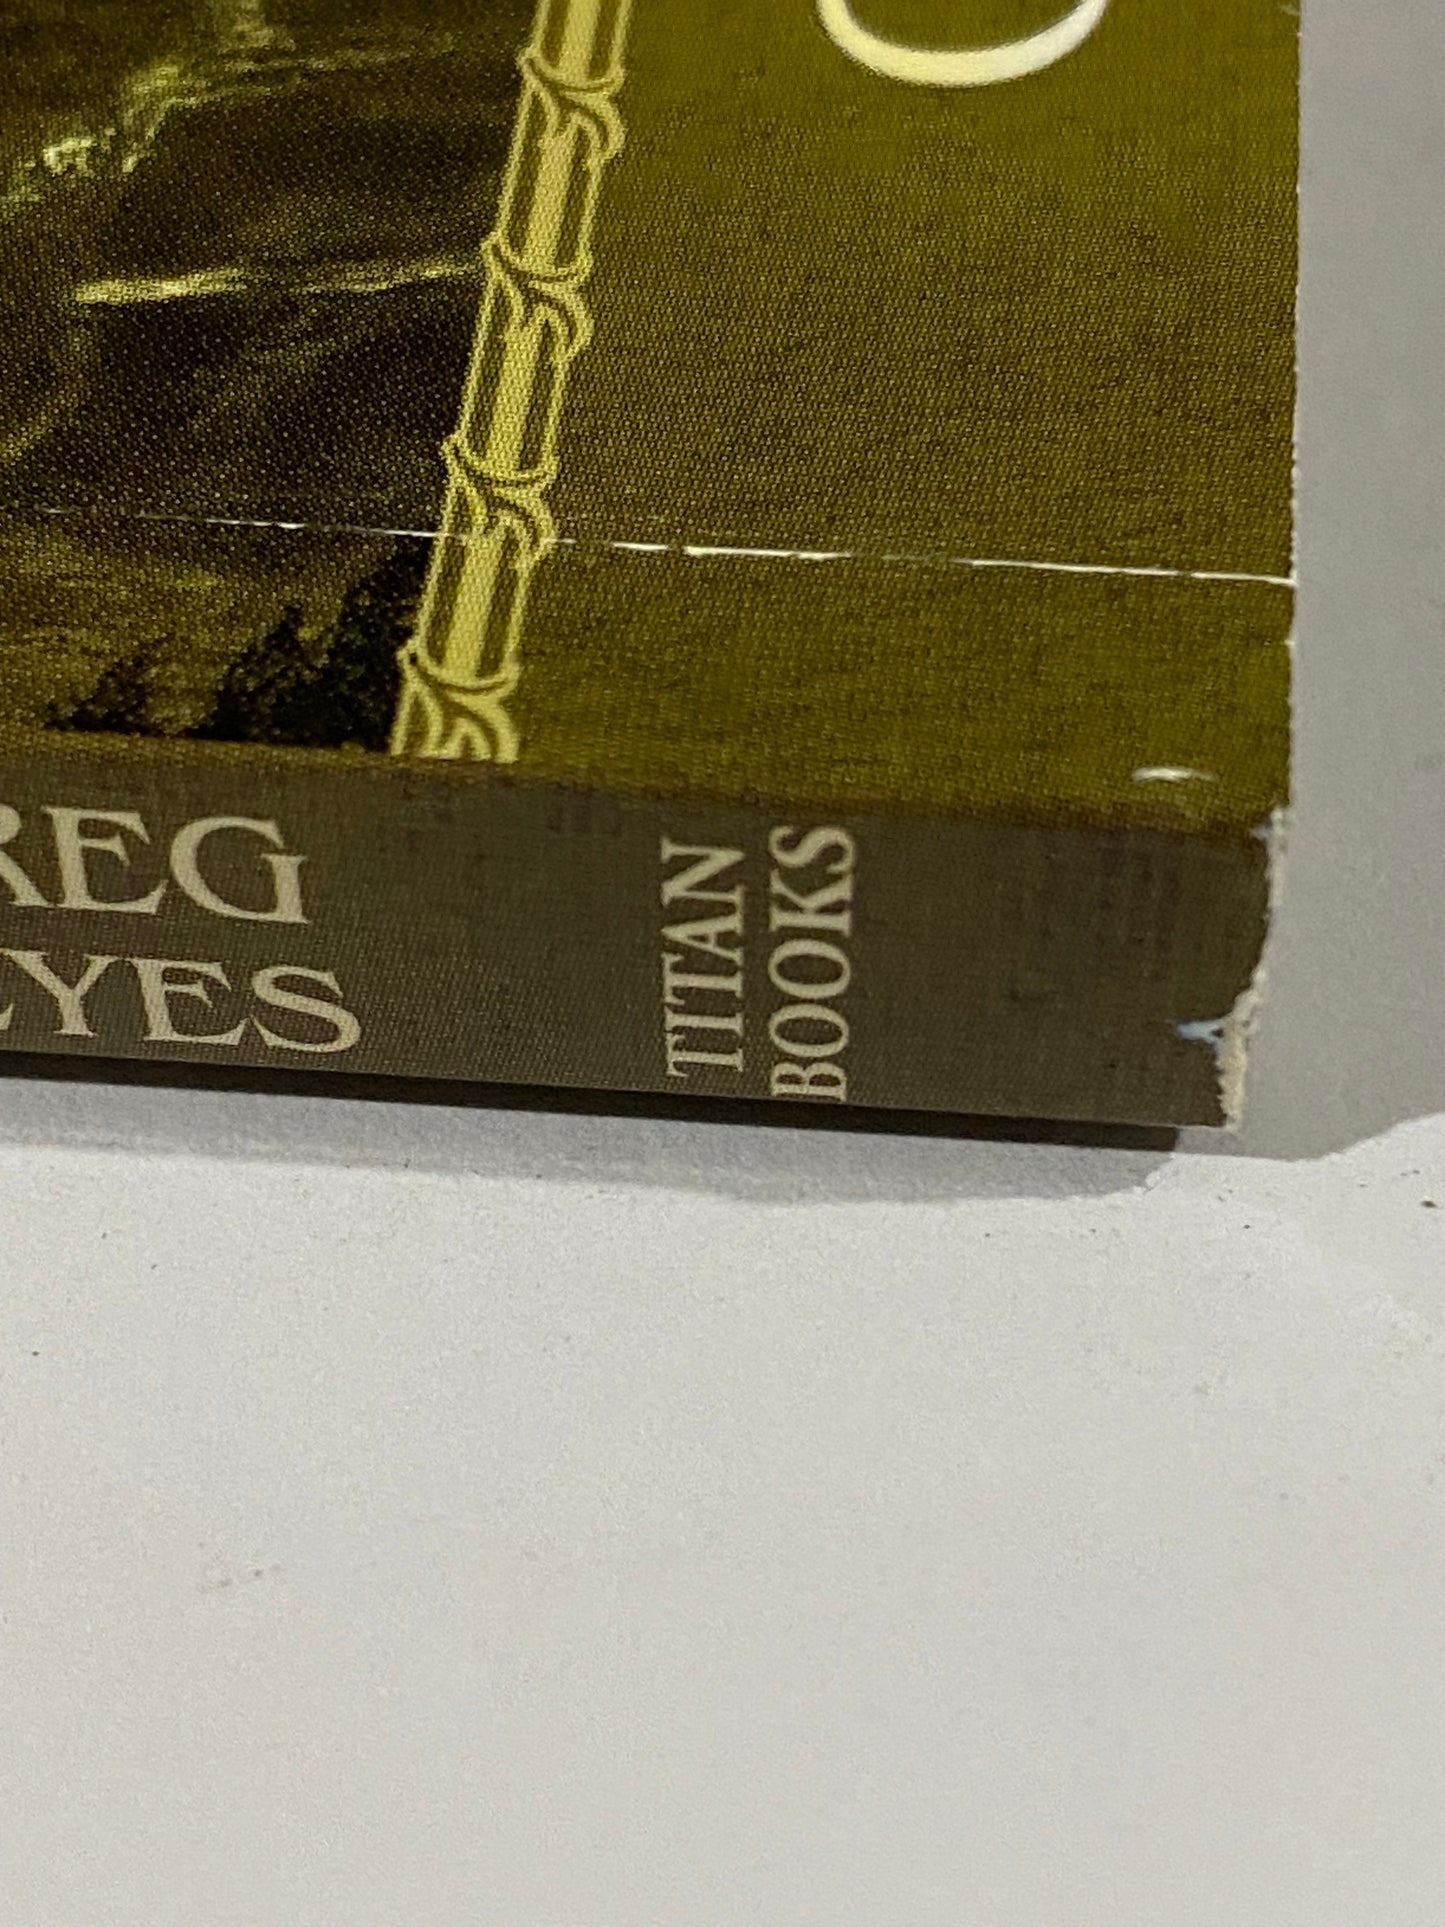 REG
EYES
TITAN
BOOKS